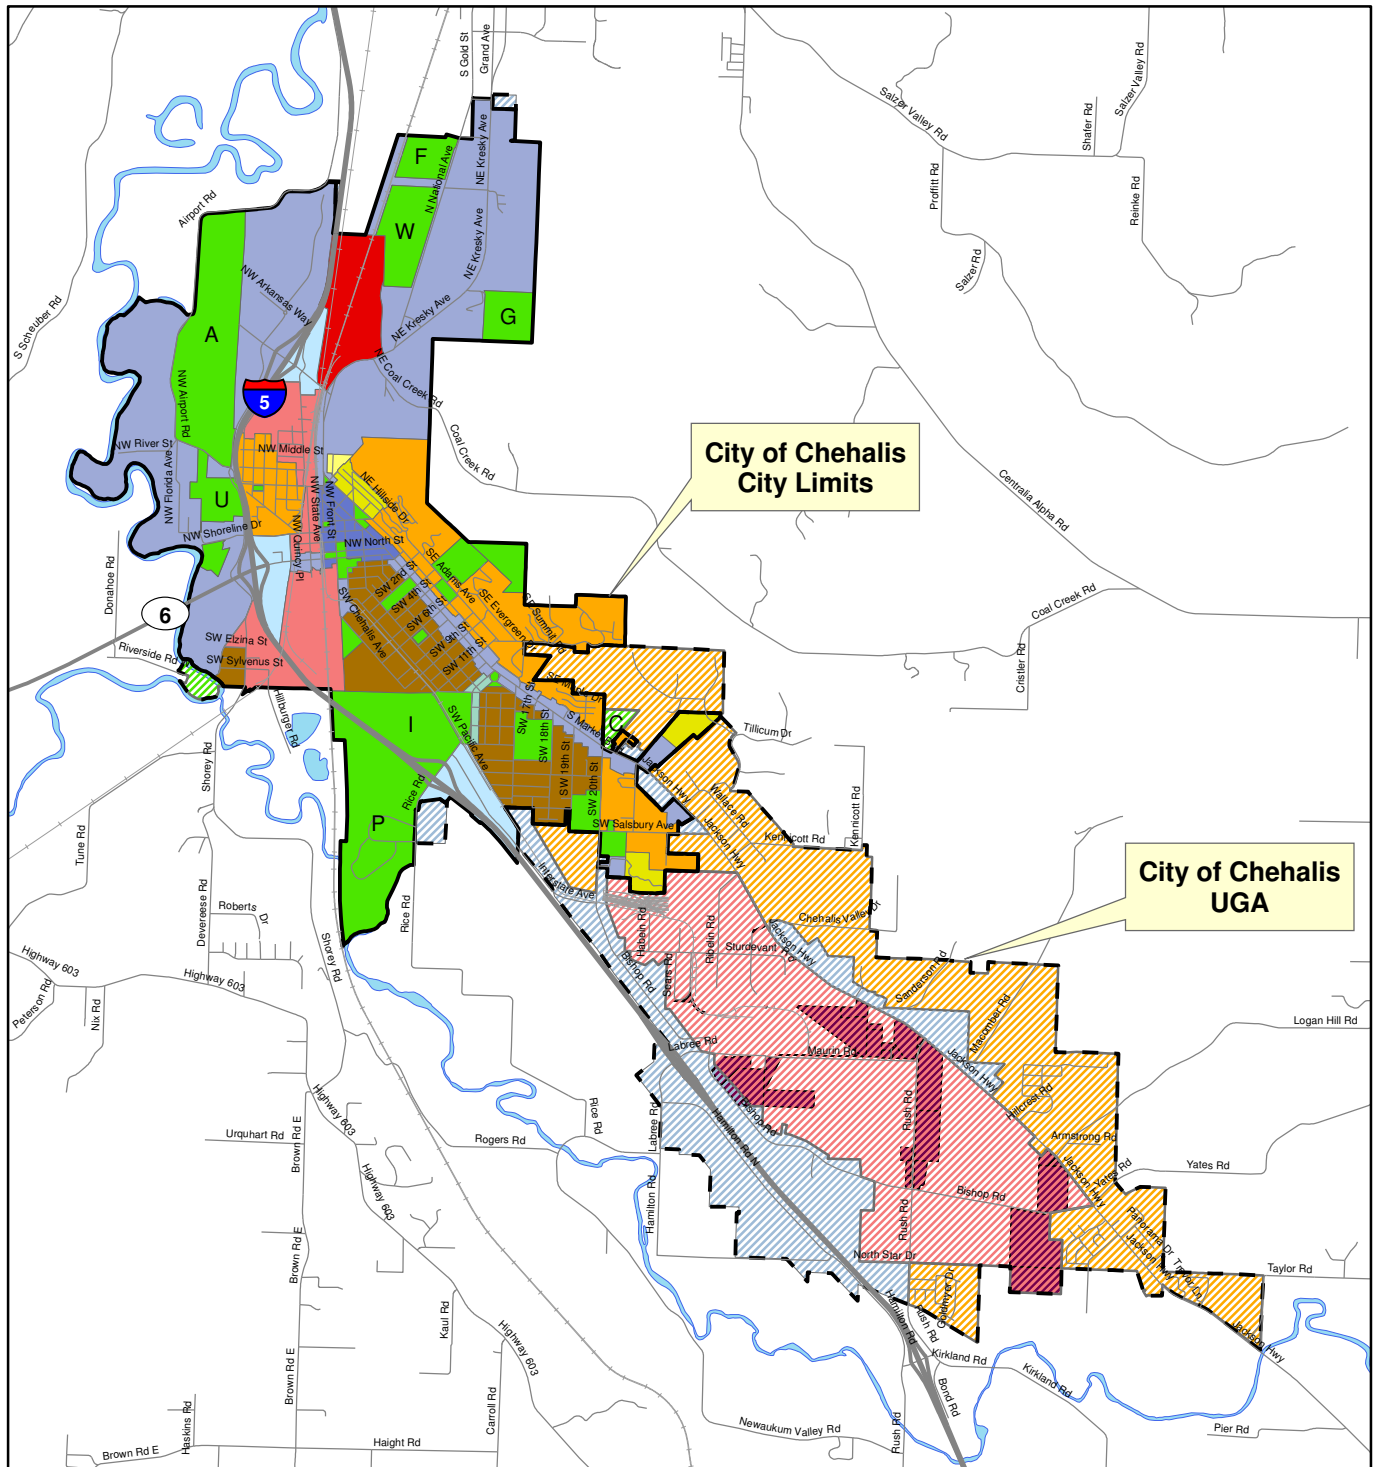 S Gold St
Grand Ave
Salzer Valley Rd
Salzer Valley Rd
Shafer Rd
Proffitt Rd
Reinke Rd
Salzer Rd
Airport Rd
S Scheuber Rd
F
N National Ave
NE Kresky Ave
W
NE Kresky Ave
NW Arkansas Way
A
NE Kresky Ave
G
NE Coal Creek Rd
NW Airport Rd
5
Coal Creek Rd
City of Chehalis
City Limits
NW River St
NW Middle St
NW Florida Ave
U
NW State Ave
NW Front St
NE Hillside Dr
NW Shoreline Dr
NW Quincy Pl
NW North St
Centralia Alpha Rd
Donahoe Rd
SW 2nd St
SE Adams Ave
SW 4th St
SW 6th St
SE Evergreen Dr
SE Summit Rd
Coal Creek Rd
6
SW Chehalis Ave
SW 9th St
SW 11th St
SW Elzina St
Riverside Rd
SW Sylvenus St
Cristler Rd
SE Maple Dr
Hillburger Rd
I
SW Pacific Ave
SW 17th St
SW 18th St
C
Tillicum Dr
Shorey Rd
SW 19th St
SW 20th St
Jackson Hwy
Rice Rd
P
SW Salsbury Ave
Wallace Rd
Jackson Hwy
Kennicott Rd
Kennicott Rd
Tune Rd
City of Chehalis
UGA
Interstate Ave
Devereese Rd
Roberts Dr
Rice Rd
Habein Rd
Ribelin Rd
Chehalis Valley Dr
Highway 603
Shorey Rd
Sturdevant Rd
Jackson Hwy
Peterson Rd
Nix Rd
Highway 603
Bishop Rd
Sears Rd
Sanderson Rd
Macomber Rd
Logan Hill Rd
Labree Rd
Maurin Rd
Jackson Hwy
Highway 603
Rice Rd
Labree Rd
Bishop Rd
Rush Rd
Hillcrest Rd
Urquhart Rd
Brown Rd E
Rogers Rd
Hamilton Rd N
Armstrong Rd
Highway 603
Hamilton Rd
Bishop Rd
Jackson Hwy
Yates Rd
Yates Rd
Rush Rd
Panorama Dr
Jackson Hwy
Brown Rd E
North Star Dr
Trevor Ln
Taylor Rd
Goldmyer Dr
Kaul Rd
Highway 603
Hamilton Rd
Rush Rd
Jackson Hwy
Brown Rd E
Kirkland Rd
Kirkland Rd
Bond Rd
Haskins Rd
Carroll Rd
Newaukum Valley Rd
Rush Rd
Pier Rd
Brown Rd E
Haight Rd